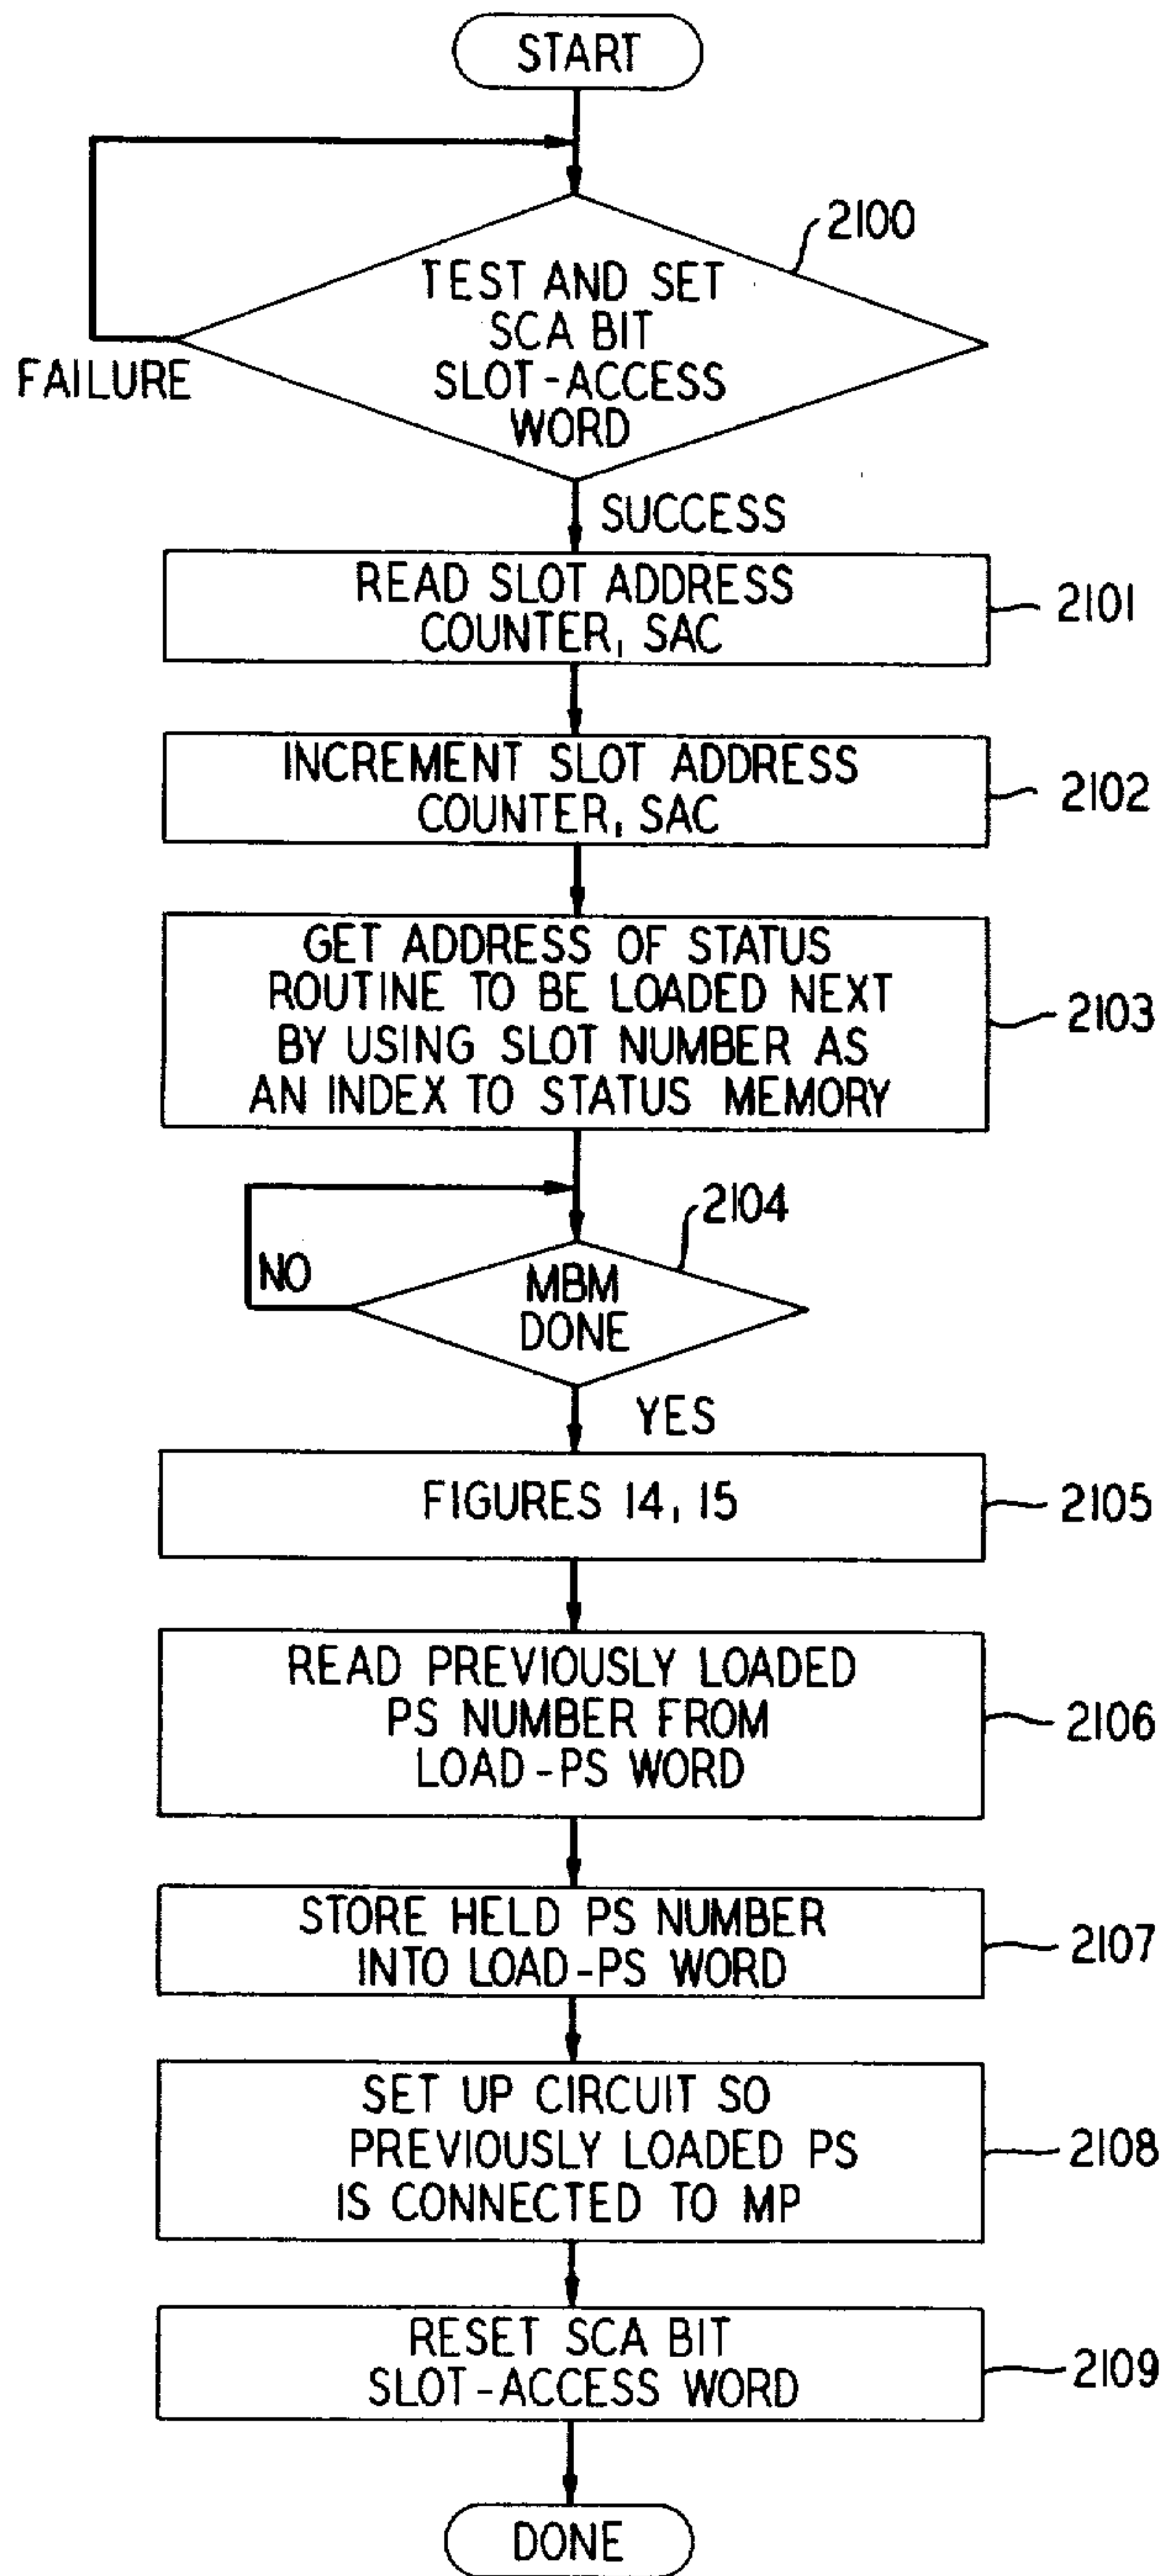 START
2100
TEST AND SET
SCA BIT
SLOT-ACCESS
WORD
FAILURE
SUCCESS
READ SLOT ADDRESS
COUNTER, SAC
2101
INCREMENT SLOT ADDRESS
COUNTER, SAC
2102
GET ADDRESS OF STATUS
ROUTINE TO BE LOADED NEXT
BY USING SLOT NUMBER AS
AN INDEX TO STATUS MEMORY
2103
2104
NO
MBM
DONE
YES
FIGURES 14, 15
2105
READ PREVIOUSLY LOADED
PS NUMBER FROM
LOAD-PS WORD
2106
STORE HELD PS NUMBER
INTO LOAD-PS WORD
2107
SET UP CIRCUIT SO
PREVIOUSLY LOADED PS
IS CONNECTED TO MP
2108
RESET SCA BIT
SLOT-ACCESS WORD
2109
DONE